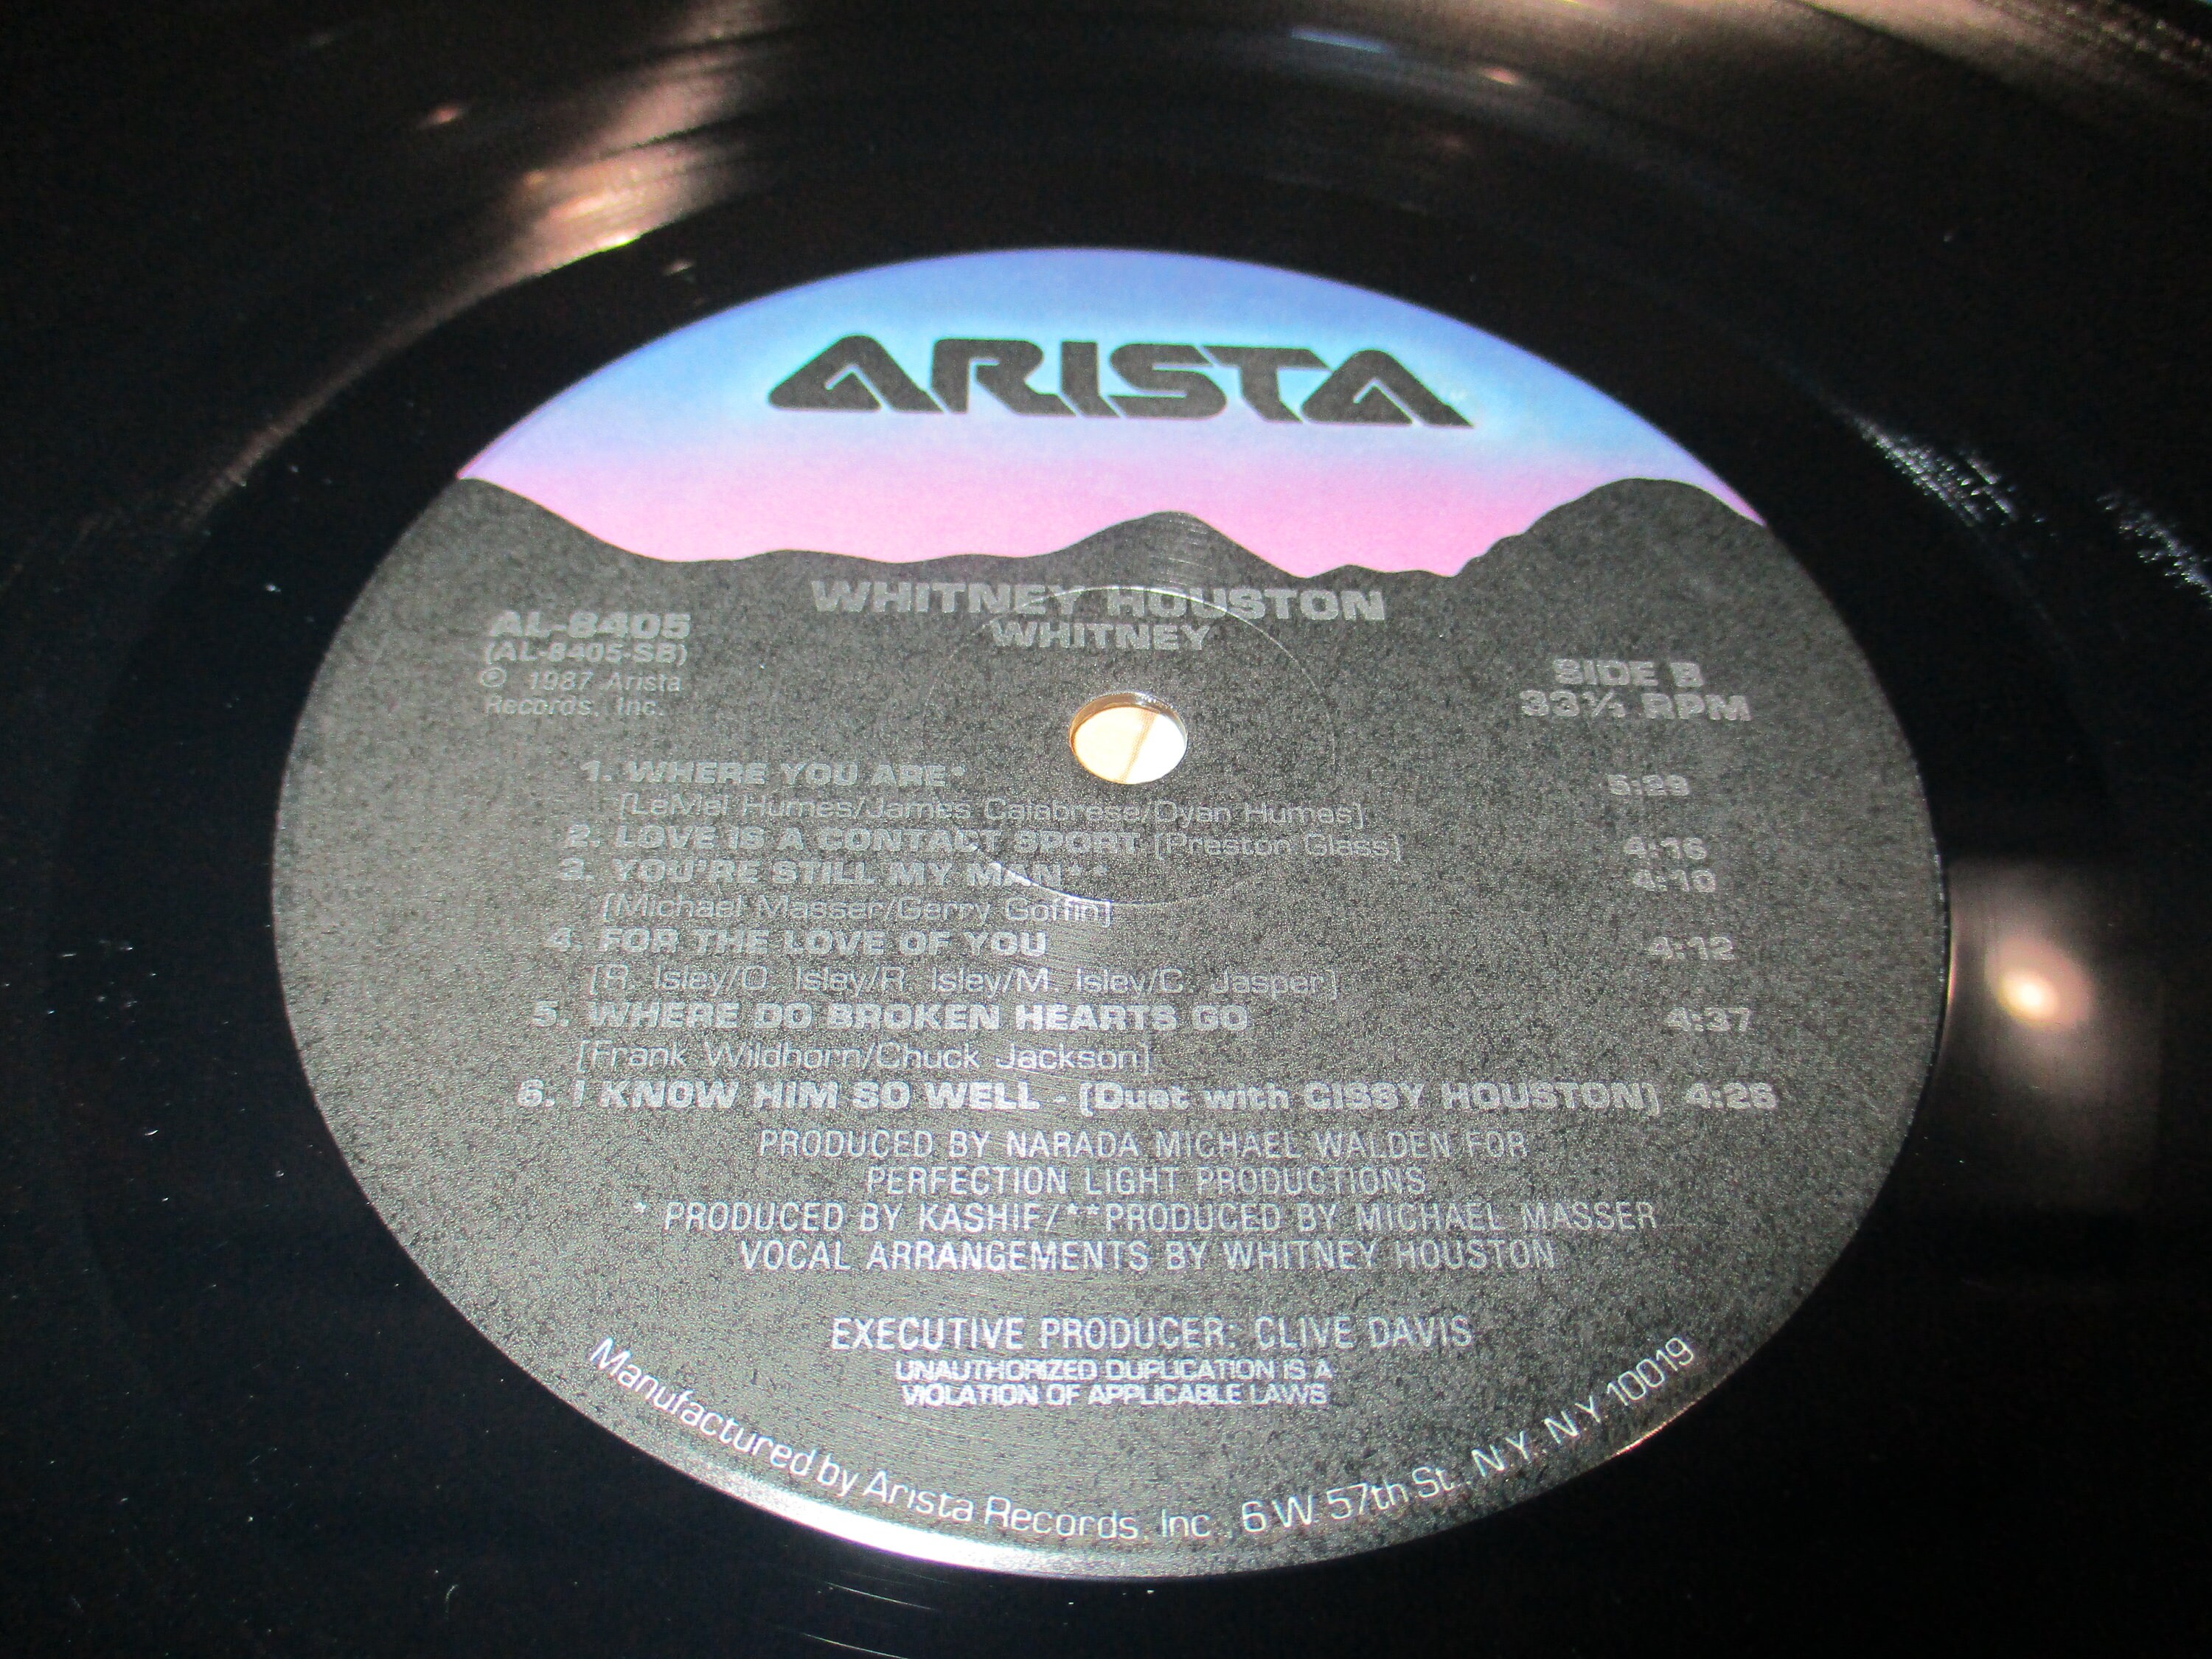 ARISTA
WHITNEY HOUSTON
WHITNEY
AL-8405
(AL-8405-SB)
℗ 1987 Arista
Records, Inc.
SIDE B
33⅓ RPM
1. WHERE YOU ARE* 5:29
[LeMel Humes/James Calabrese/Dyan Humes]
2. LOVE IS A CONTACT SPORT [Preston Glass] 4:16
3. YOU'RE STILL MY MAN** 4:10
[Michael Masser/Gerry Goffin]
4. FOR THE LOVE OF YOU 4:12
[R. Isley/O. Isley/R. Isley/M. Isley/C. Jasper]
5. WHERE DO BROKEN HEARTS GO 4:37
[Frank Wildhorn/Chuck Jackson]
6. I KNOW HIM SO WELL - [Duet with CISSY HOUSTON] 4:26
PRODUCED BY NARADA MICHAEL WALDEN FOR
PERFECTION LIGHT PRODUCTIONS
* PRODUCED BY KASHIF/**PRODUCED BY MICHAEL MASSER
VOCAL ARRANGEMENTS BY WHITNEY HOUSTON
EXECUTIVE PRODUCER: CLIVE DAVIS
UNAUTHORIZED DUPLICATION IS A
VIOLATION OF APPLICABLE LAWS
Manufactured by Arista Records, Inc., 6 W. 57th St., N.Y., N.Y. 10019